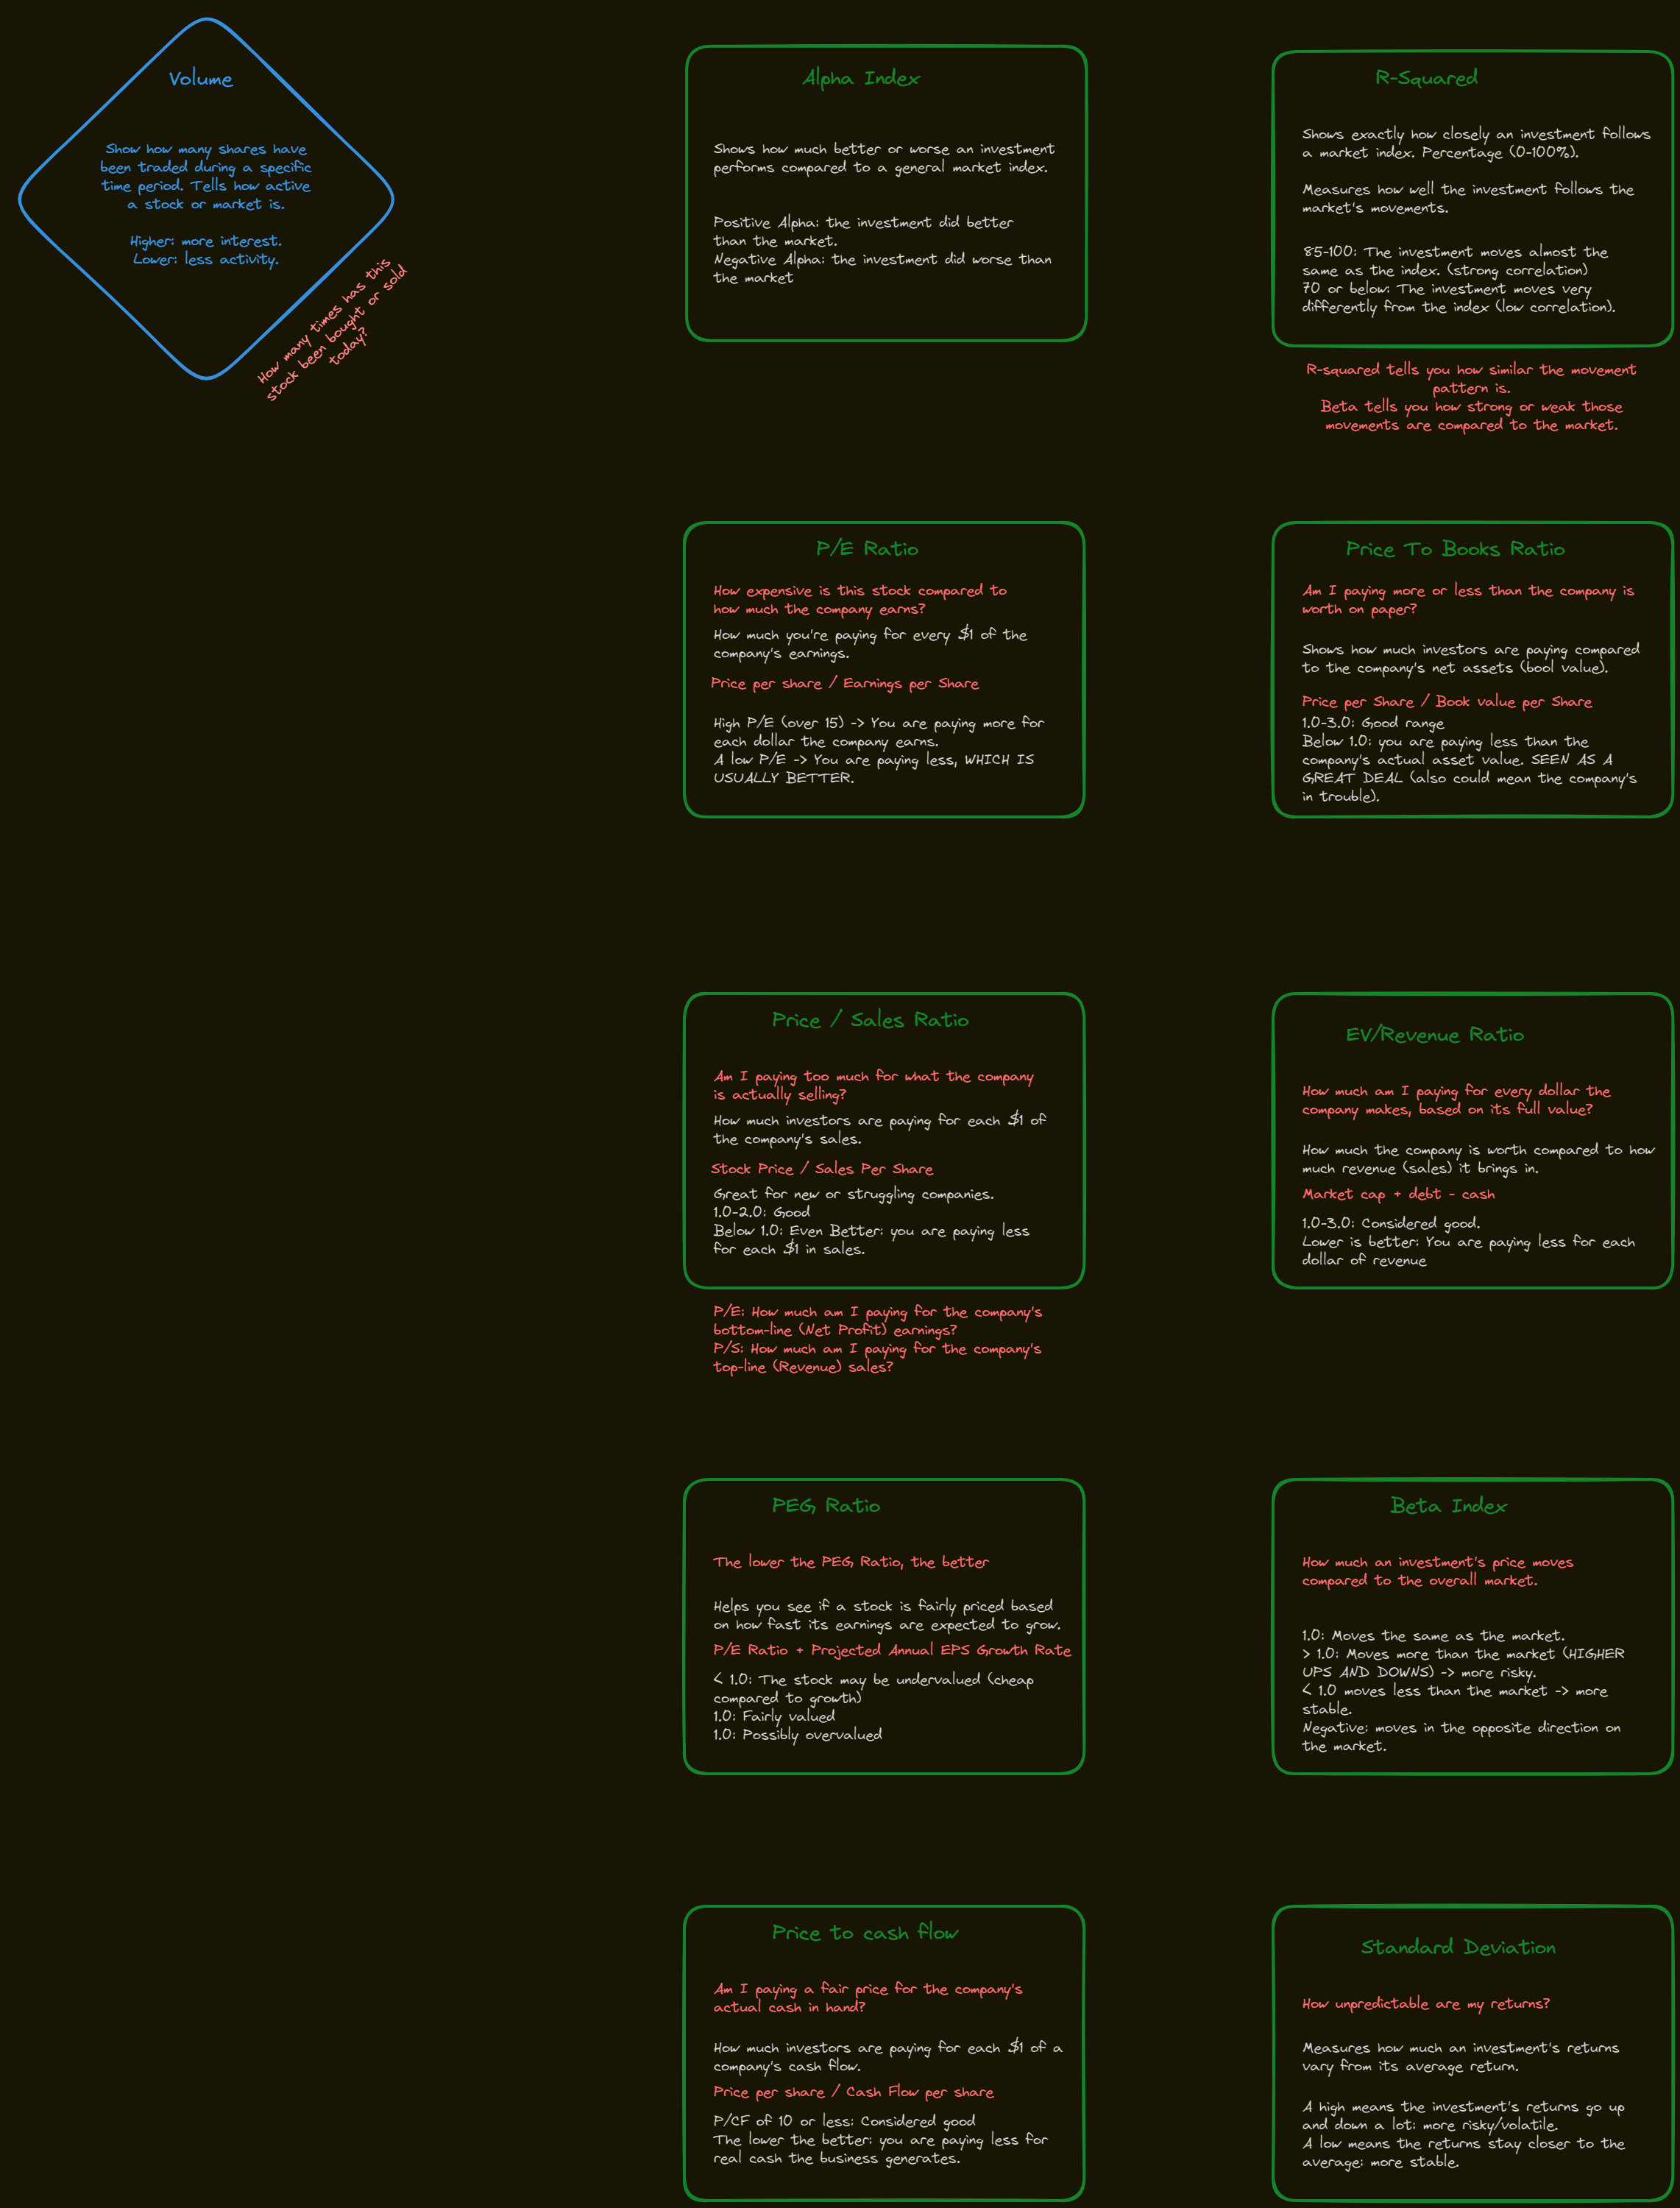 Volume
Show how many shares have
been traded during a specific
time period. Tells how active
a stock or market is.
Higher: more interest.
Lower: less activity.
How many times has this
stock been bought or sold
today?
Alpha Index
Shows how much better or worse an investment
performs compared to a general market index.
Positive Alpha: the investment did better
than the market.
Negative Alpha: the investment did worse than
the market
R-Squared
Shows exactly how closely an investment follows
a market index. Percentage (0-100%).
Measures how well the investment follows the
market's movements.
85-100: The investment moves almost the
same as the index. (strong correlation)
70 or below: The investment moves very
differently from the index (low correlation).
R-squared tells you how similar the movement
pattern is.
Beta tells you how strong or weak those
movements are compared to the market.
P/E Ratio
How expensive is this stock compared to
how much the company earns?
How much you're paying for every $1 of the
company's earnings.
Price per share / Earnings per Share
High P/E (over 15) -> You are paying more for
each dollar the company earns.
A low P/E -> You are paying less, WHICH IS
USUALLY BETTER.
Price To Books Ratio
Am I paying more or less than the company is
worth on paper?
Shows how much investors are paying compared
to the company's net assets (bool value).
Price per Share / Book value per Share
1.0-3.0: Good range
Below 1.0: you are paying less than the
company's actual asset value. SEEN AS A
GREAT DEAL (also could mean the company's
in trouble).
Price / Sales Ratio
Am I paying too much for what the company
is actually selling?
How much investors are paying for each $1 of
the company's sales.
Stock Price / Sales Per Share
Great for new or struggling companies.
1.0-2.0: Good
Below 1.0: Even Better: you are paying less
for each $1 in sales.
P/E: How much am I paying for the company's
bottom-line (Net Profit) earnings?
P/S: How much am I paying for the company's
top-line (Revenue) sales?
EV/Revenue Ratio
How much am I paying for every dollar the
company makes, based on its full value?
How much the company is worth compared to how
much revenue (sales) it brings in.
Market cap + debt - cash
1.0-3.0: Considered good.
Lower is better: You are paying less for each
dollar of revenue
PEG Ratio
The lower the PEG Ratio, the better
Helps you see if a stock is fairly priced based
on how fast its earnings are expected to grow.
P/E Ratio + Projected Annual EPS Growth Rate
< 1.0: The stock may be undervalued (cheap
compared to growth)
1.0: Fairly valued
1.0: Possibly overvalued
Beta Index
How much an investment's price moves
compared to the overall market.
1.0: Moves the same as the market.
> 1.0: Moves more than the market (HIGHER
UPS AND DOWNS) -> more risky.
< 1.0 moves less than the market -> more
stable.
Negative: moves in the opposite direction on
the market.
Price to cash flow
Am I paying a fair price for the company's
actual cash in hand?
How much investors are paying for each $1 of a
company's cash flow.
Price per share / Cash Flow per share
P/CF of 10 or less: Considered good
The lower the better: you are paying less for
real cash the business generates.
Standard Deviation
How unpredictable are my returns?
Measures how much an investment's returns
vary from its average return.
A high means the investment's returns go up
and down a lot: more risky/volatile.
A low means the returns stay closer to the
average: more stable.